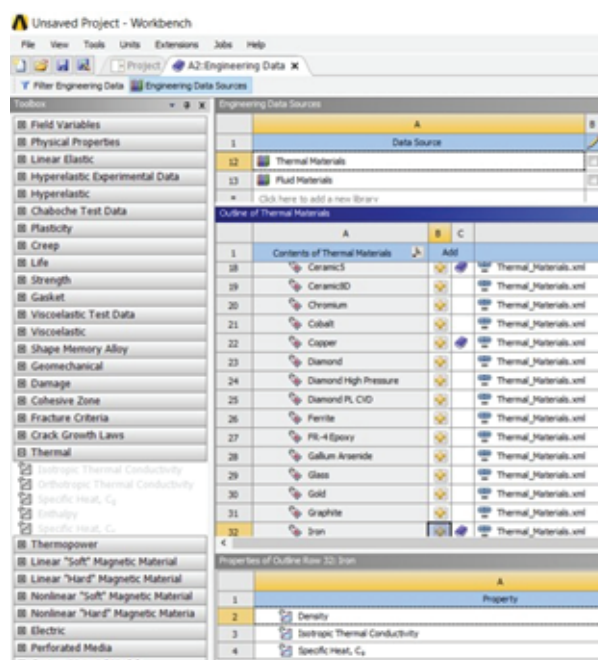 Unsaved Project - Workbench
File View Tools Units Extensions Jobs Help
Project A2:Engineering Data
Filter Engineering Data Engineering Data Sources
Toolbox
Field Variables
Physical Properties
Linear Elastic
Hyperelastic Experimental Data
Hyperelastic
Chaboche Test Data
Plasticity
Creep
Life
Strength
Gasket
Viscoelastic Test Data
Viscoelastic
Shape Memory Alloy
Geomechanical
Damage
Cohesive Zone
Fracture Criteria
Crack Growth Laws
Thermal
Isotropic Thermal Conductivity
Orthotropic Thermal Conductivity
Specific Heat, Cₚ
Enthalpy
Specific Heat, Cᵥ
Thermopower
Linear "Soft" Magnetic Material
Linear "Hard" Magnetic Material
Nonlinear "Soft" Magnetic Material
Nonlinear "Hard" Magnetic Materia
Electric
Perforated Media
Engineering Data Sources
A B
1 Data Source
12 Thermal Materials
13 Fluid Materials
* Click here to add a new library
Outline of Thermal Materials
A B C
1 Contents of Thermal Materials Add
18 Ceramic5 Thermal_Materials.xml
19 Ceramic8D Thermal_Materials.xml
20 Chromium Thermal_Materials.xml
21 Cobalt Thermal_Materials.xml
22 Copper Thermal_Materials.xml
23 Diamond Thermal_Materials.xml
24 Diamond High Pressure Thermal_Materials.xml
25 Diamond PL CVD Thermal_Materials.xml
26 Ferrite Thermal_Materials.xml
27 FR-4 Epoxy Thermal_Materials.xml
28 Gallium Arsenide Thermal_Materials.xml
29 Glass Thermal_Materials.xml
30 Gold Thermal_Materials.xml
31 Graphite Thermal_Materials.xml
32 Iron Thermal_Materials.xml
Properties of Outline Row 32: Iron
A
1 Property
2 Density
3 Isotropic Thermal Conductivity
4 Specific Heat, Cₚ